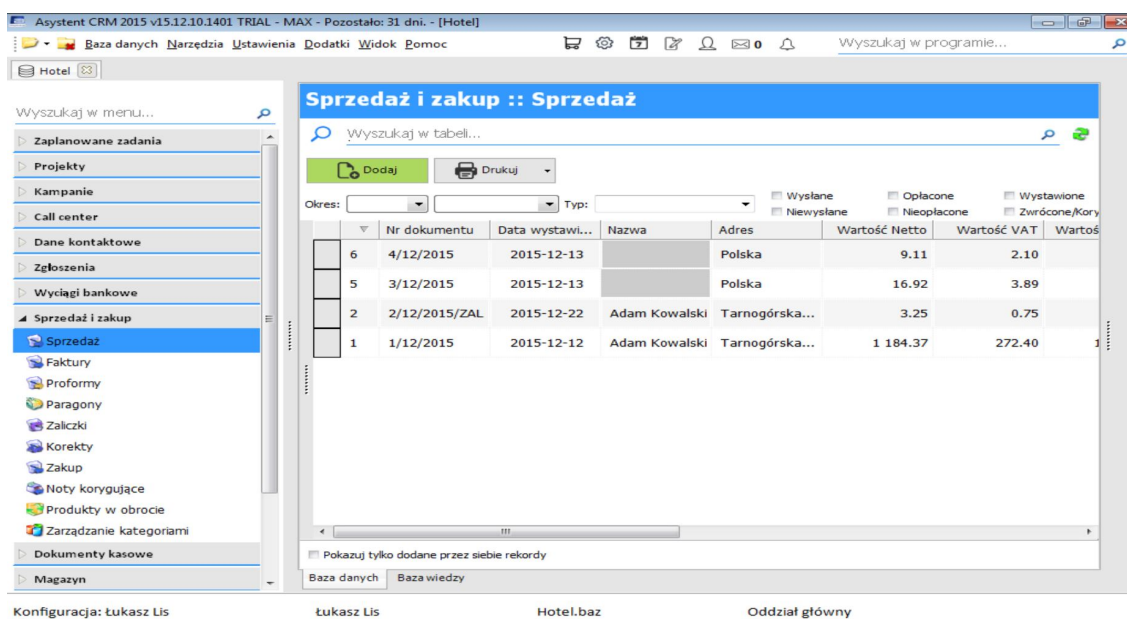 Asystent CRM 2015 v15.12.10.1401 TRIAL - MAX - Pozostało: 31 dni. - [Hotel]
Baza danych Narzędzia Ustawienia Dodatki Widok Pomoc 7 0 Wyszukaj w programie...
Hotel
Wyszukaj w menu...
Zaplanowane zadania
Projekty
Kampanie
Call center
Dane kontaktowe
Zgłoszenia
Wyciągi bankowe
Sprzedaż i zakup
Sprzedaż
Faktury
Proformy
Paragony
Zaliczki
Korekty
Zakup
Noty korygujące
Produkty w obrocie
Zarządzanie kategoriami
Dokumenty kasowe
Magazyn
Sprzedaż i zakup :: Sprzedaż
Wyszukaj w tabeli...
Dodaj Drukuj
Okres: Typ: Wysłane Opłacone Wystawione
Niewysłane Nieopłacone Zwrócone/Kory
Nr dokumentu Data wystawi... Nazwa Adres Wartość Netto Wartość VAT Wartoś
6 4/12/2015 2015-12-13 Polska 9.11 2.10
5 3/12/2015 2015-12-13 Polska 16.92 3.89
2 2/12/2015/ZAL 2015-12-22 Adam Kowalski Tarnogórska... 3.25 0.75
1 1/12/2015 2015-12-12 Adam Kowalski Tarnogórska... 1 184.37 272.40 1
Pokazuj tylko dodane przez siebie rekordy
Baza danych Baza wiedzy
Konfiguracja: Łukasz Lis Łukasz Lis Hotel.baz Oddział główny